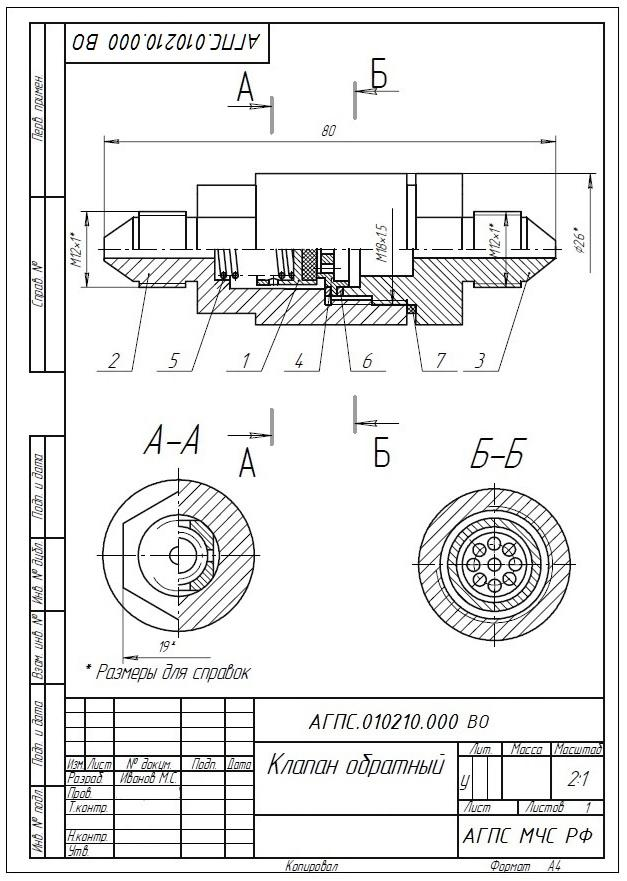 АГПС.010210.000 ВО
Перв. примен.
Справ. №
Подп. и дата
Инв. № дубл.
Взам. инв. №
Подп. и дата
Инв. № подл.
А
Б
80
М12×1*
М18×1.5
М12×1*
⌀26*
2
5
1
4
6
7
3
А
Б
А-А
Б-Б
19*
* Размеры для справок
АГПС.010210.000 ВО
Изм.
Лист
№ докум.
Подп.
Дата
Разраб.
Иванов М.С.
Пров.
Т.контр.
Н.контр.
Утв.
Клапан обратный
Лит.
Масса
Масштаб
у
2:1
Лист
Листов 1
АГПС МЧС РФ
Копировал
Формат А4